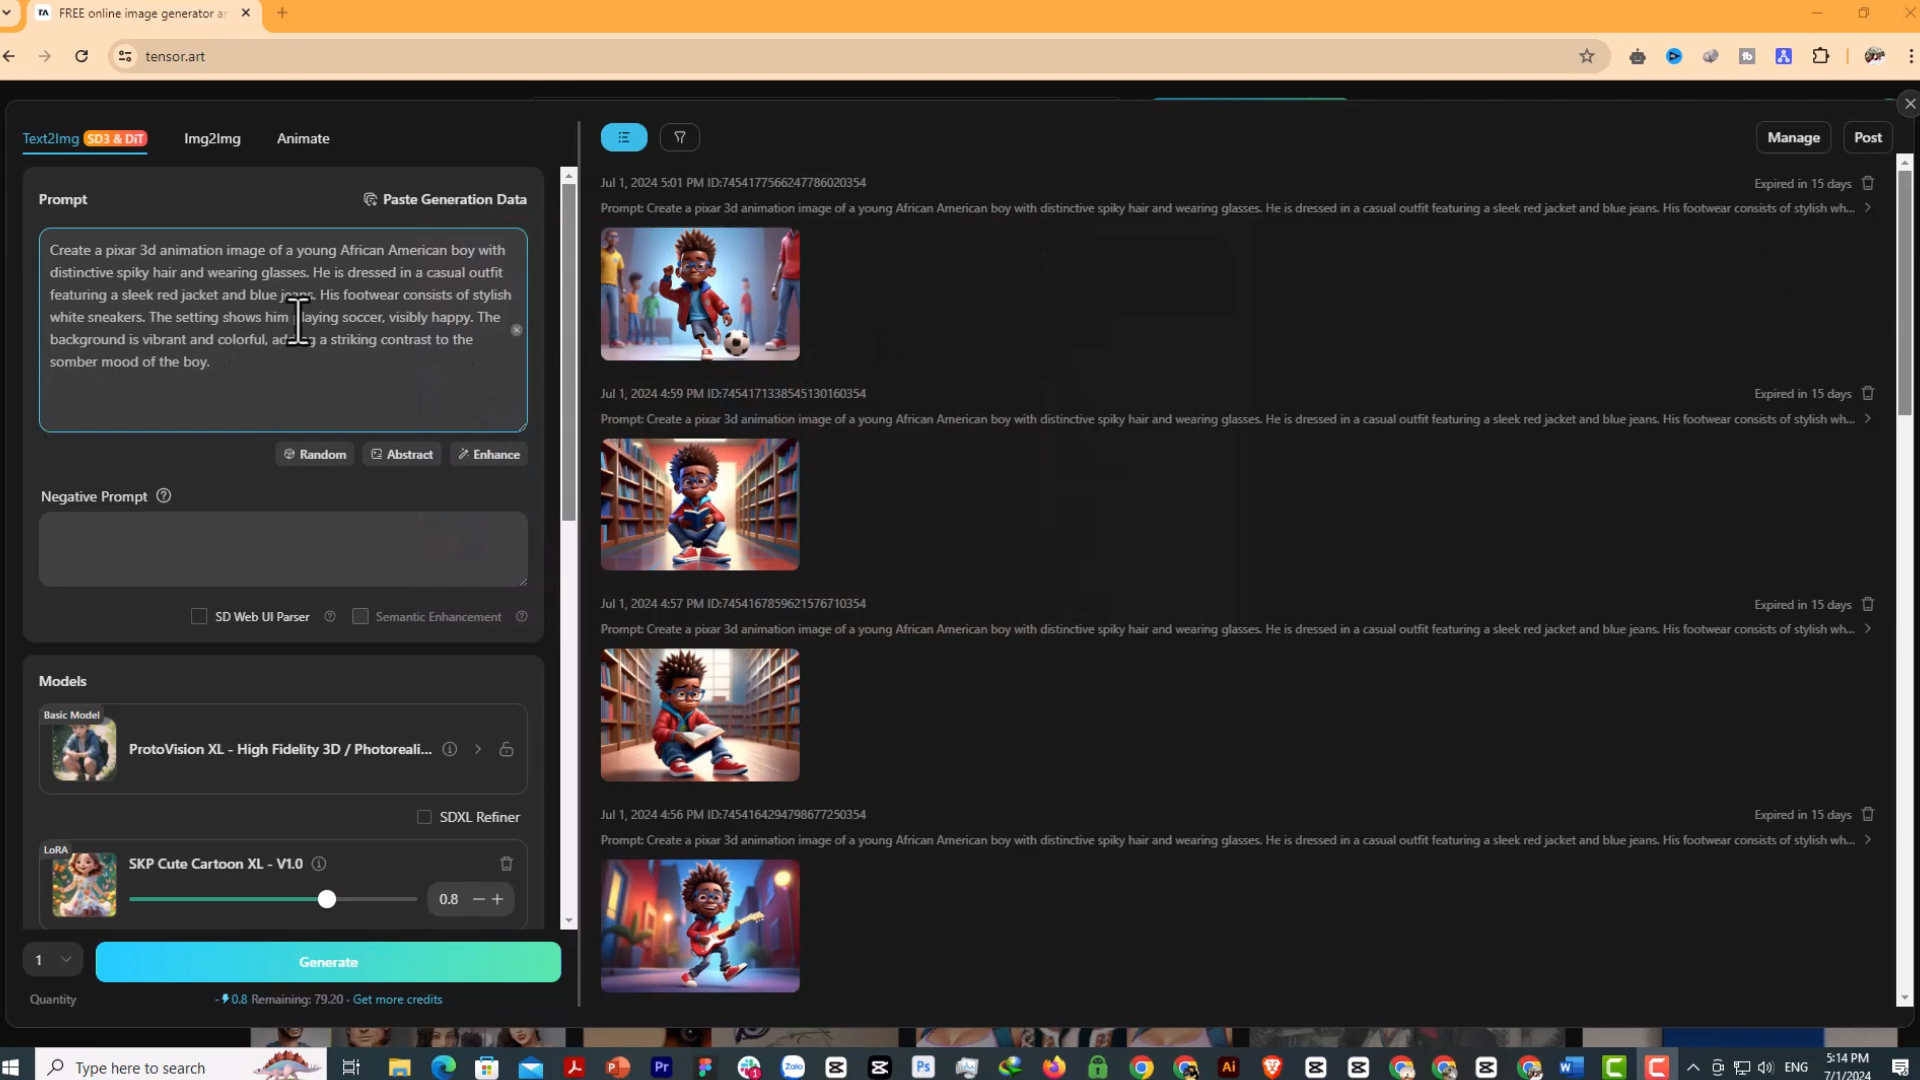 FREE online image generator ar
tensor.art
Text2Img SD3 & DiT Img2Img Animate
Manage Post
Prompt Paste Generation Data
Create a pixar 3d animation image of a young African American boy with
distinctive spiky hair and wearing glasses. He is dressed in a casual outfit
featuring a sleek red jacket and blue jeans. His footwear consists of stylish
white sneakers. The setting shows him playing soccer, visibly happy. The
background is vibrant and colorful, adding a striking contrast to the
somber mood of the boy.
Random Abstract Enhance
Negative Prompt
SD Web UI Parser Semantic Enhancement
Models
Basic Model
ProtoVision XL - High Fidelity 3D / Photoreali...
SDXL Refiner
LoRA
SKP Cute Cartoon XL - V1.0
0.8
1
Generate
Quantity
- 0.8 Remaining: 79.20 · Get more credits
Jul 1, 2024 5:01 PM ID:745417756624778602​0354
Expired in 15 days
Prompt: Create a pixar 3d animation image of a young African American boy with distinctive spiky hair and wearing glasses. He is dressed in a casual outfit featuring a sleek red jacket and blue jeans. His footwear consists of stylish wh...
Jul 1, 2024 4:59 PM ID:745417133854513016​0354
Expired in 15 days
Prompt: Create a pixar 3d animation image of a young African American boy with distinctive spiky hair and wearing glasses. He is dressed in a casual outfit featuring a sleek red jacket and blue jeans. His footwear consists of stylish wh...
Jul 1, 2024 4:57 PM ID:745416785962157671​0354
Expired in 15 days
Prompt: Create a pixar 3d animation image of a young African American boy with distinctive spiky hair and wearing glasses. He is dressed in a casual outfit featuring a sleek red jacket and blue jeans. His footwear consists of stylish wh...
Jul 1, 2024 4:56 PM ID:745416429479867725​0354
Expired in 15 days
Prompt: Create a pixar 3d animation image of a young African American boy with distinctive spiky hair and wearing glasses. He is dressed in a casual outfit featuring a sleek red jacket and blue jeans. His footwear consists of stylish wh...
Type here to search
ENG
5:14 PM
7/1/2024